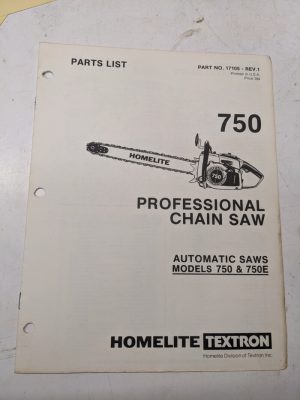 PARTS LIST
PART NO. 17105 - REV. 1
Printed in U.S.A.
750
HOMELITE
750
PROFESSIONAL
CHAIN SAW
AUTOMATIC SAWS
MODELS 750 & 750E
HOMELITE TEXTRON
Homelite Division of Textron Inc.